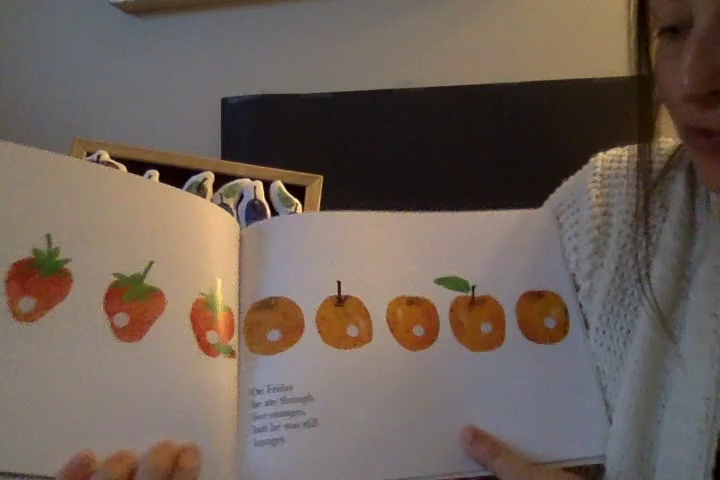 On Friday
he ate through
five oranges,
but he was still
hungry.